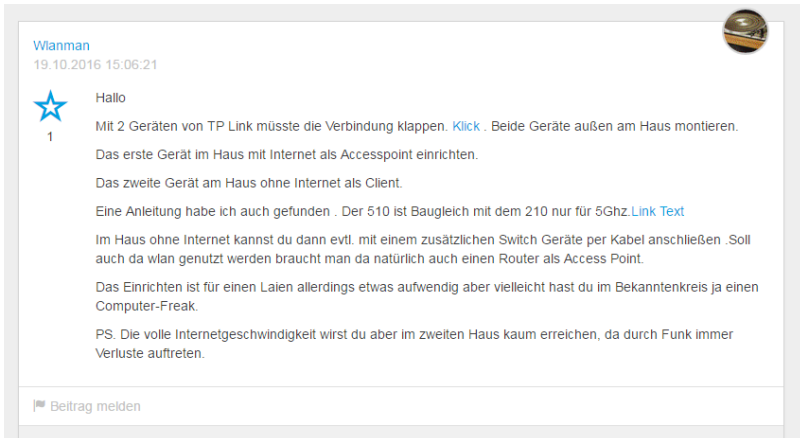 Wlanman
19.10.2016 15:06:21
Hallo
1
Mit 2 Geräten von TP Link müsste die Verbindung klappen. Klick . Beide Geräte außen am Haus montieren.
Das erste Gerät im Haus mit Internet als Accesspoint einrichten.
Das zweite Gerät am Haus ohne Internet als Client.
Eine Anleitung habe ich auch gefunden . Der 510 ist Baugleich mit dem 210 nur für 5Ghz.Link Text
Im Haus ohne Internet kannst du dann evtl. mit einem zusätzlichen Switch Geräte per Kabel anschließen .Soll
auch da wlan genutzt werden braucht man da natürlich auch einen Router als Access Point.
Das Einrichten ist für einen Laien allerdings etwas aufwendig aber vielleicht hast du im Bekanntenkreis ja einen
Computer-Freak.
PS. Die volle Internetgeschwindigkeit wirst du aber im zweiten Haus kaum erreichen, da durch Funk immer
Verluste auftreten.
Beitrag melden